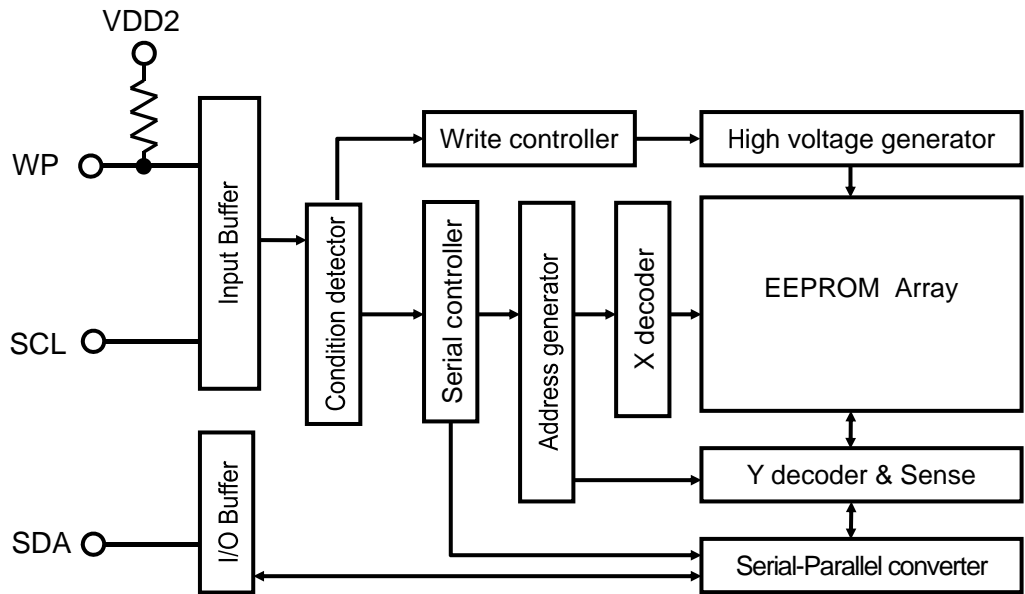 VDD2
WP
SCL
SDA
Input Buffer
I/O Buffer
Condition detector
Write controller
Serial controller
Address generator
X decoder
High voltage generator
EEPROM Array
Y decoder & Sense
Serial-Parallel converter